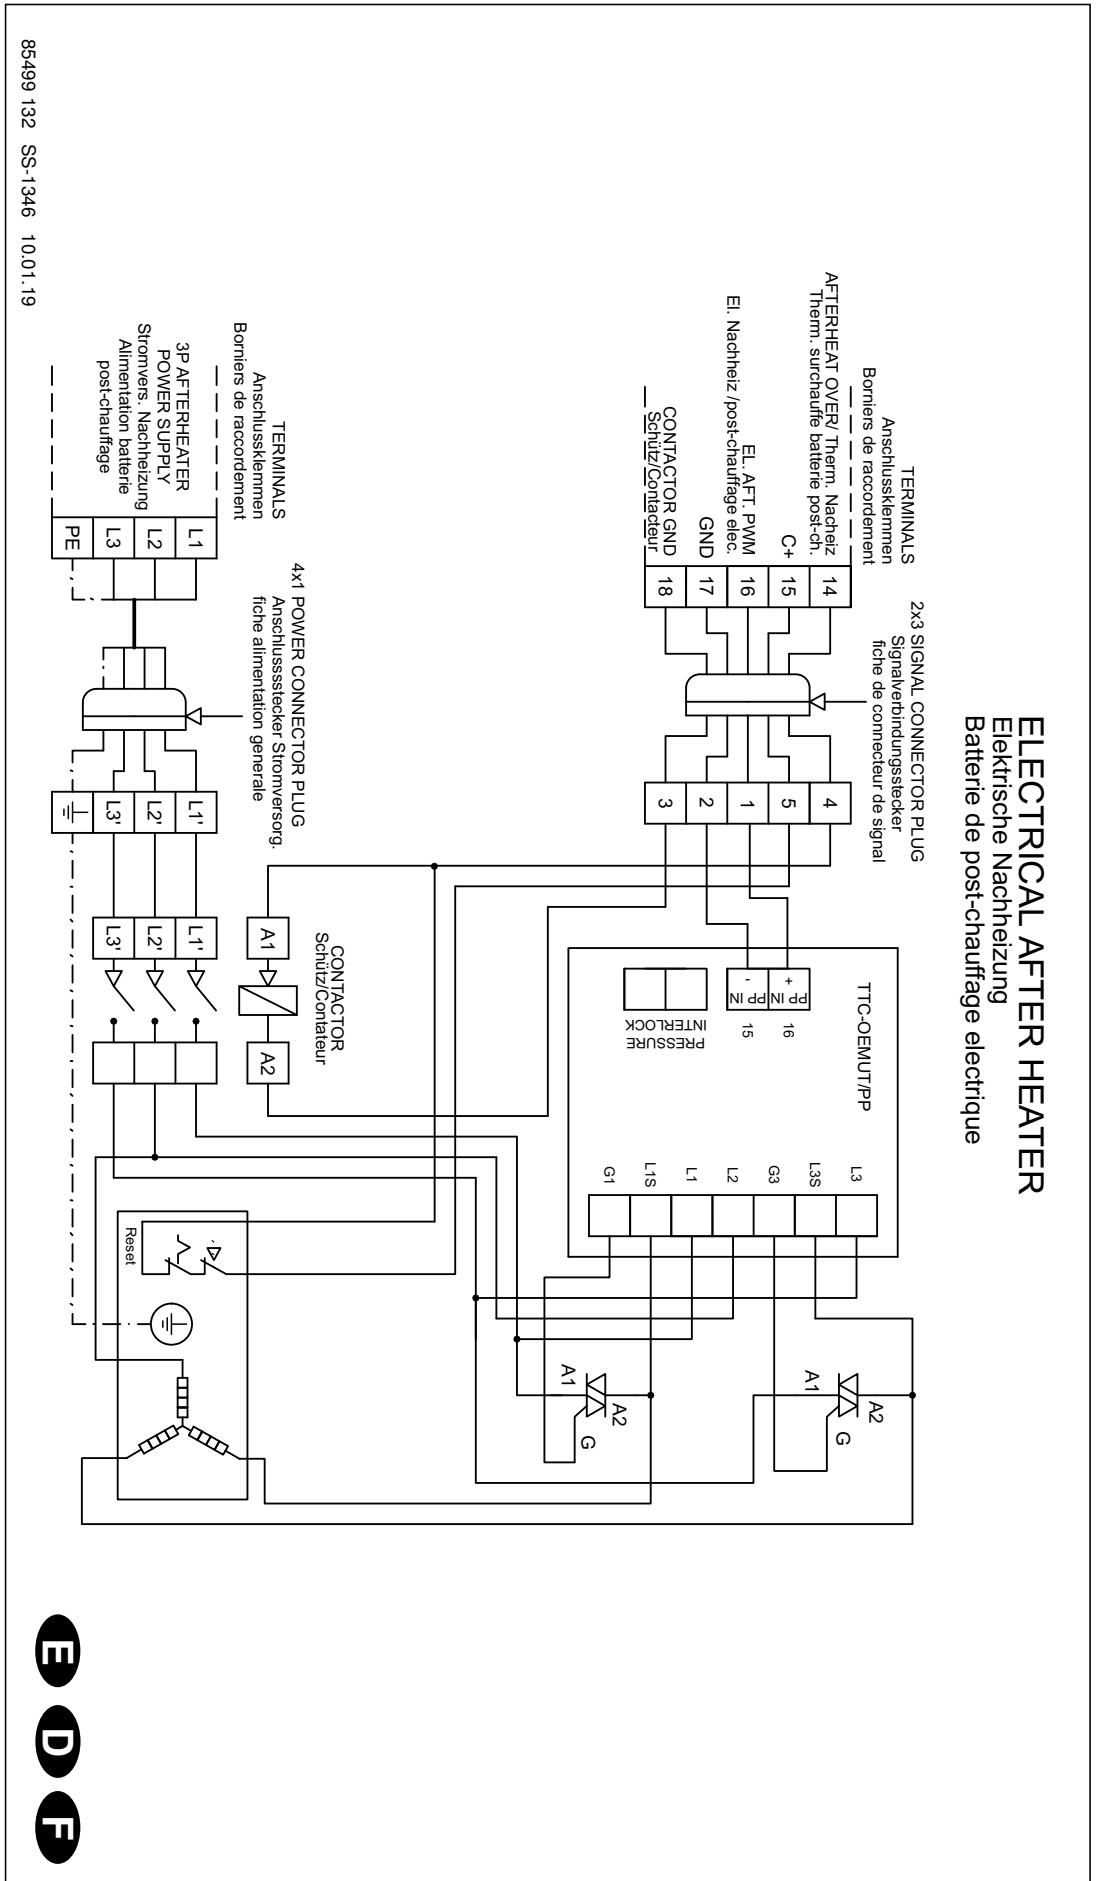 ELECTRICAL AFTER HEATER
Elektrische Nachheizung
Batterie de post-chauffage electrique
TERMINALS
Anschlussklemmen
Borniers de raccordement
2x3 SIGNAL CONNECTOR PLUG
Signalverbindungsstecker
fiche de connecteur de signal
AFTERHEAT OVER/ Therm. Nacheiz
Therm. surchauffe batterie post-ch.
C+
EL. AFT. PWM
El. Nachheiz /post-chauffage elec.
GND
CONTACTOR GND
Schütz/Contacteur
14
15
16
17
18
4
5
1
2
3
TTC-OEMUT/PP
+
PP IN
-
PP IN
16
15
PRESSURE
INTERLOCK
L3
L3S
G3
L2
L1
L1S
G1
A1
A2
G
A1
A2
G
CONTACTOR
Schütz/Contateur
A1
A2
TERMINALS
Anschlussklemmen
Borniers de raccordement
4x1 POWER CONNECTOR PLUG
Anschlussstecker Stromversorg.
fiche alimentation generale
3P AFTERHEATER
POWER SUPPLY
Stromvers. Nachheizung
Alimentation batterie
post-chauffage
L1
L2
L3
PE
L1'
L2'
L3'
L1'
L2'
L3'
Reset
85499 132 SS-1346 10.01.19
E D F